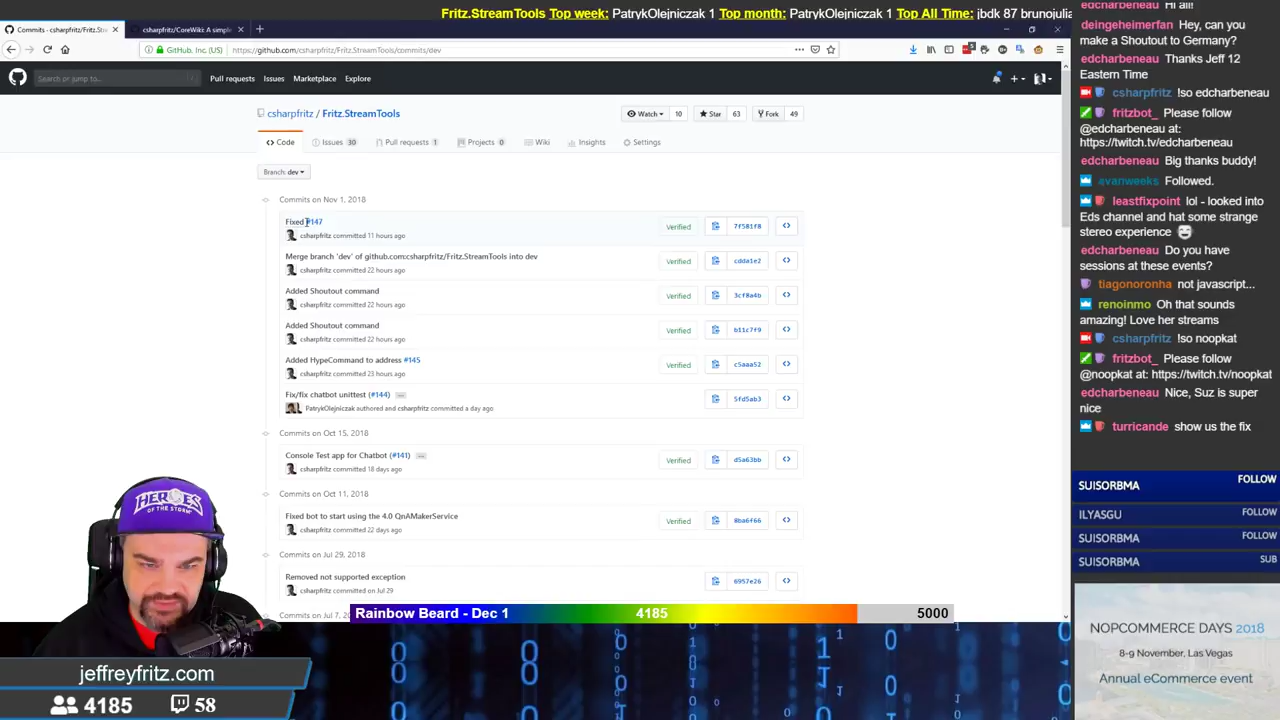 Fritz.StreamTools Top week: PatrykOlejniczak 1 Top month: PatrykOlejniczak 1 Top All Time: jbdk 87 brunojuli
Commits · csharpfritz/Fritz.Stre
csharpfritz/CoreWiki: A simple
GitHub, Inc. (US)
https://github.com/csharpfritz/Fritz.StreamTools/commits/dev
Search or jump to...
Pull requests
Issues
Marketplace
Explore
csharpfritz / Fritz.StreamTools
Watch 10
Star 63
Fork 49
Code
Issues 30
Pull requests 1
Projects 0
Wiki
Insights
Settings
Branch: dev
Commits on Nov 1, 2018
Fixed #147
csharpfritz committed 11 hours ago
Verified
7f581f8
Merge branch 'dev' of github.com:csharpfritz/Fritz.StreamTools into dev
csharpfritz committed 22 hours ago
Verified
cdda1e2
Added Shoutout command
csharpfritz committed 22 hours ago
Verified
3cf8a4b
Added Shoutout command
csharpfritz committed 22 hours ago
Verified
b11c7f9
Added HypeCommand to address #145
csharpfritz committed 23 hours ago
Verified
c5aaa52
Fix/fix chatbot unittest (#144)
PatrykOlejniczak authored and csharpfritz committed a day ago
5fd5ab3
Commits on Oct 15, 2018
Console Test app for Chatbot (#141)
csharpfritz committed 18 days ago
Verified
d5a63bb
Commits on Oct 11, 2018
Fixed bot to start using the 4.0 QnAMakerService
csharpfritz committed 22 days ago
Verified
8ba6f66
Commits on Jul 29, 2018
Removed not supported exception
csharpfritz committed on Jul 29
6957e26
Commits on Jul
HEROES
OF THE STORM
Rainbow Beard - Dec 1
4185
5000
jeffreyfritz.com
4185
58
deingeimeirman: Hey, can you
make a Shoutout to Germany?
edcharbeneau: Thanks Jeff 12
Eastern Time
csharpfritz: !so edcharbeneau
fritzbot_: Please follow
@edcharbeneau at:
https://twitch.tv/edcharbeneau
edcharbeneau: Big thanks buddy!
avanweeks: Followed.
leastfixpoint: I got into
Eds channel and hat some strange
stereo experience
edcharbeneau: Do you have
sessions at these events?
tiagonoronha: not javascript...
renoinmo: Oh that sounds
amazing! Love her streams
csharpfritz: !so noopkat
fritzbot_: Please follow
@noopkat at: https://twitch.tv/noopkat
edcharbeneau: Nice, Suz is super
nice
turricande: show us the fix
SUISORBMA FOLLOW
ILYASGU FOLLOW
SUISORBMA FOLLOW
SUISORBMA SUB
NOPCOMMERCE DAYS 2018
8-9 November, Las Vegas
Annual eCommerce event